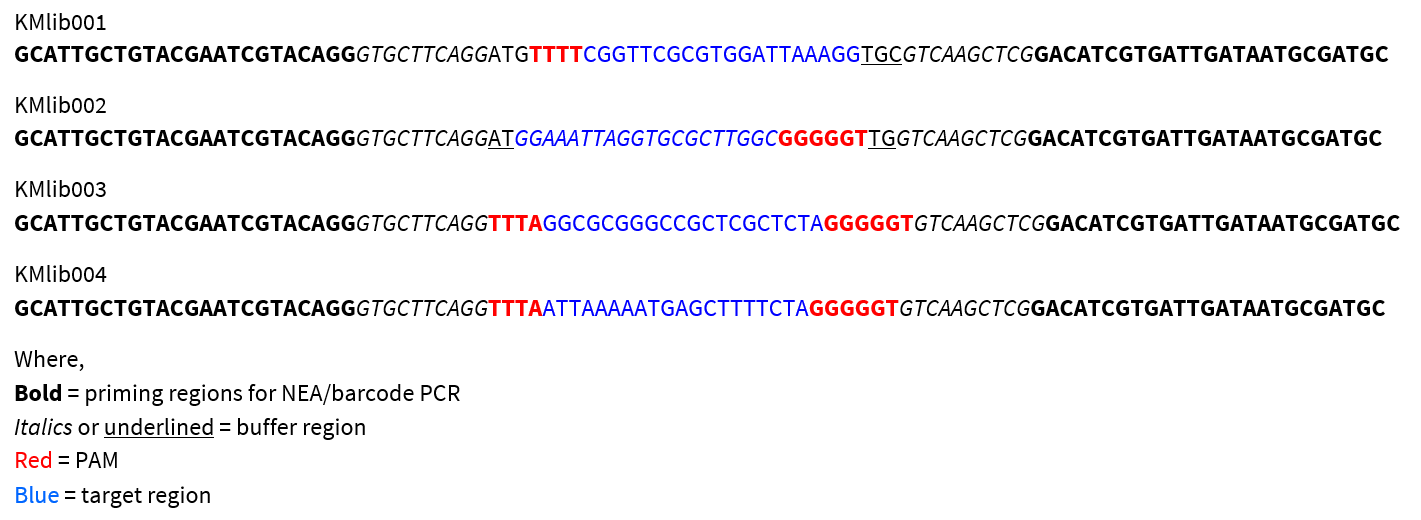 KMlib001
GCATTGCTGTACGAATCGTACAGGGTGCTTCAGGATGTTTTCGGTTCGCGTGGATTAAAGGTGCGTCAAGCTCGGACATCGTGATTGATAATGCGATGC
KMlib002
GCATTGCTGTACGAATCGTACAGGGTGCTTCAGGATGGAAATTAGGTGCGCTTGGCGGGGGTTGGTCAAGCTCGGACATCGTGATTGATAATGCGATGC
KMlib003
GCATTGCTGTACGAATCGTACAGGGTGCTTCAGGTTTAGGCGCGGGCCGCTCGCTCTAGGGGGTGTCAAGCTCGGACATCGTGATTGATAATGCGATGC
KMlib004
GCATTGCTGTACGAATCGTACAGGGTGCTTCAGGTTTAATTAAAAATGAGCTTTTCTAGGGGGTGTCAAGCTCGGACATCGTGATTGATAATGCGATGC
Where,
Bold = priming regions for NEA/barcode PCR
Italics or underlined = buffer region
Red = PAM
Blue = target region